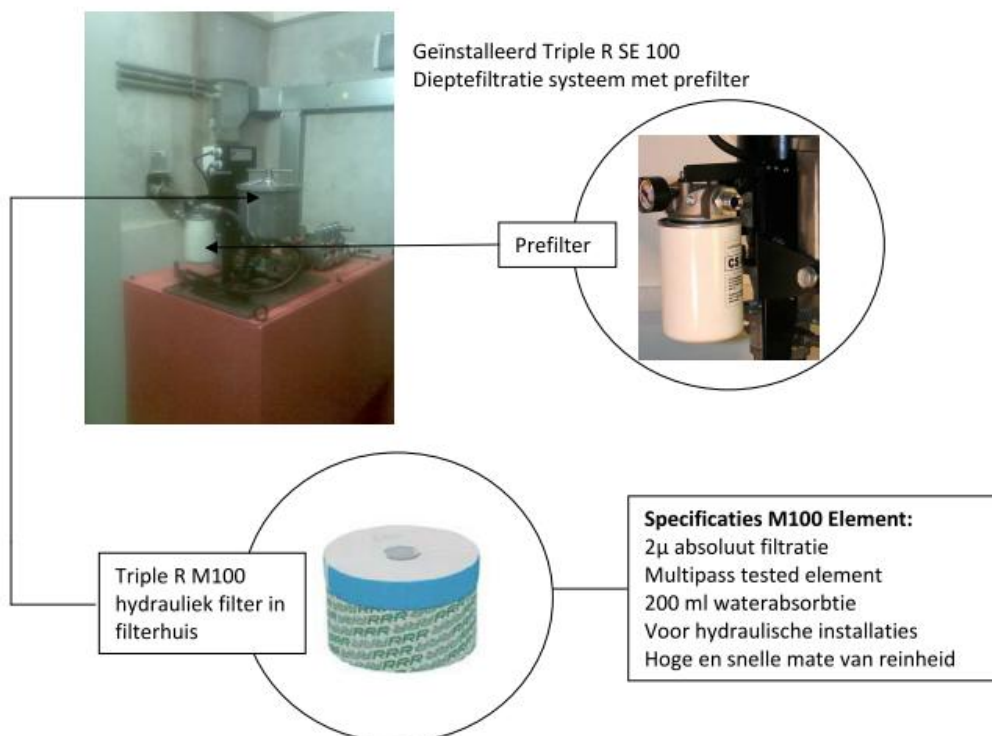 Geïnstalleerd Triple R SE 100
Dieptefiltratie systeem met prefilter
Prefilter
CS
Triple R M100
hydrauliek filter in
filterhuis
RRR
Specificaties M100 Element:
2µ absoluut filtratie
Multipass tested element
200 ml waterabsorbtie
Voor hydraulische installaties
Hoge en snelle mate van reinheid